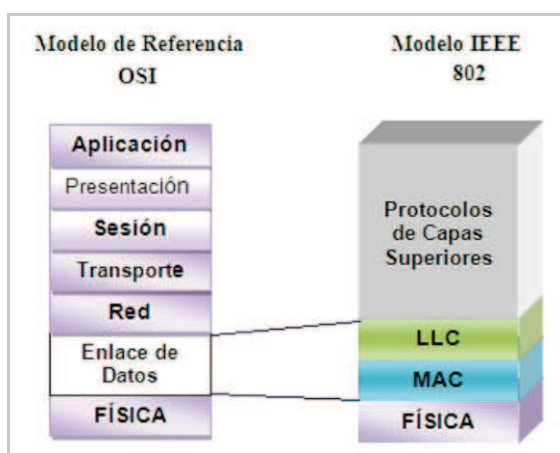 Modelo de Referencia
OSI
Aplicación
Presentación
Sesión
Transporte
Red
Enlace de
Datos
FÍSICA
Modelo IEEE
802
Protocolos
de Capas
Superiores
LLC
MAC
FÍSICA